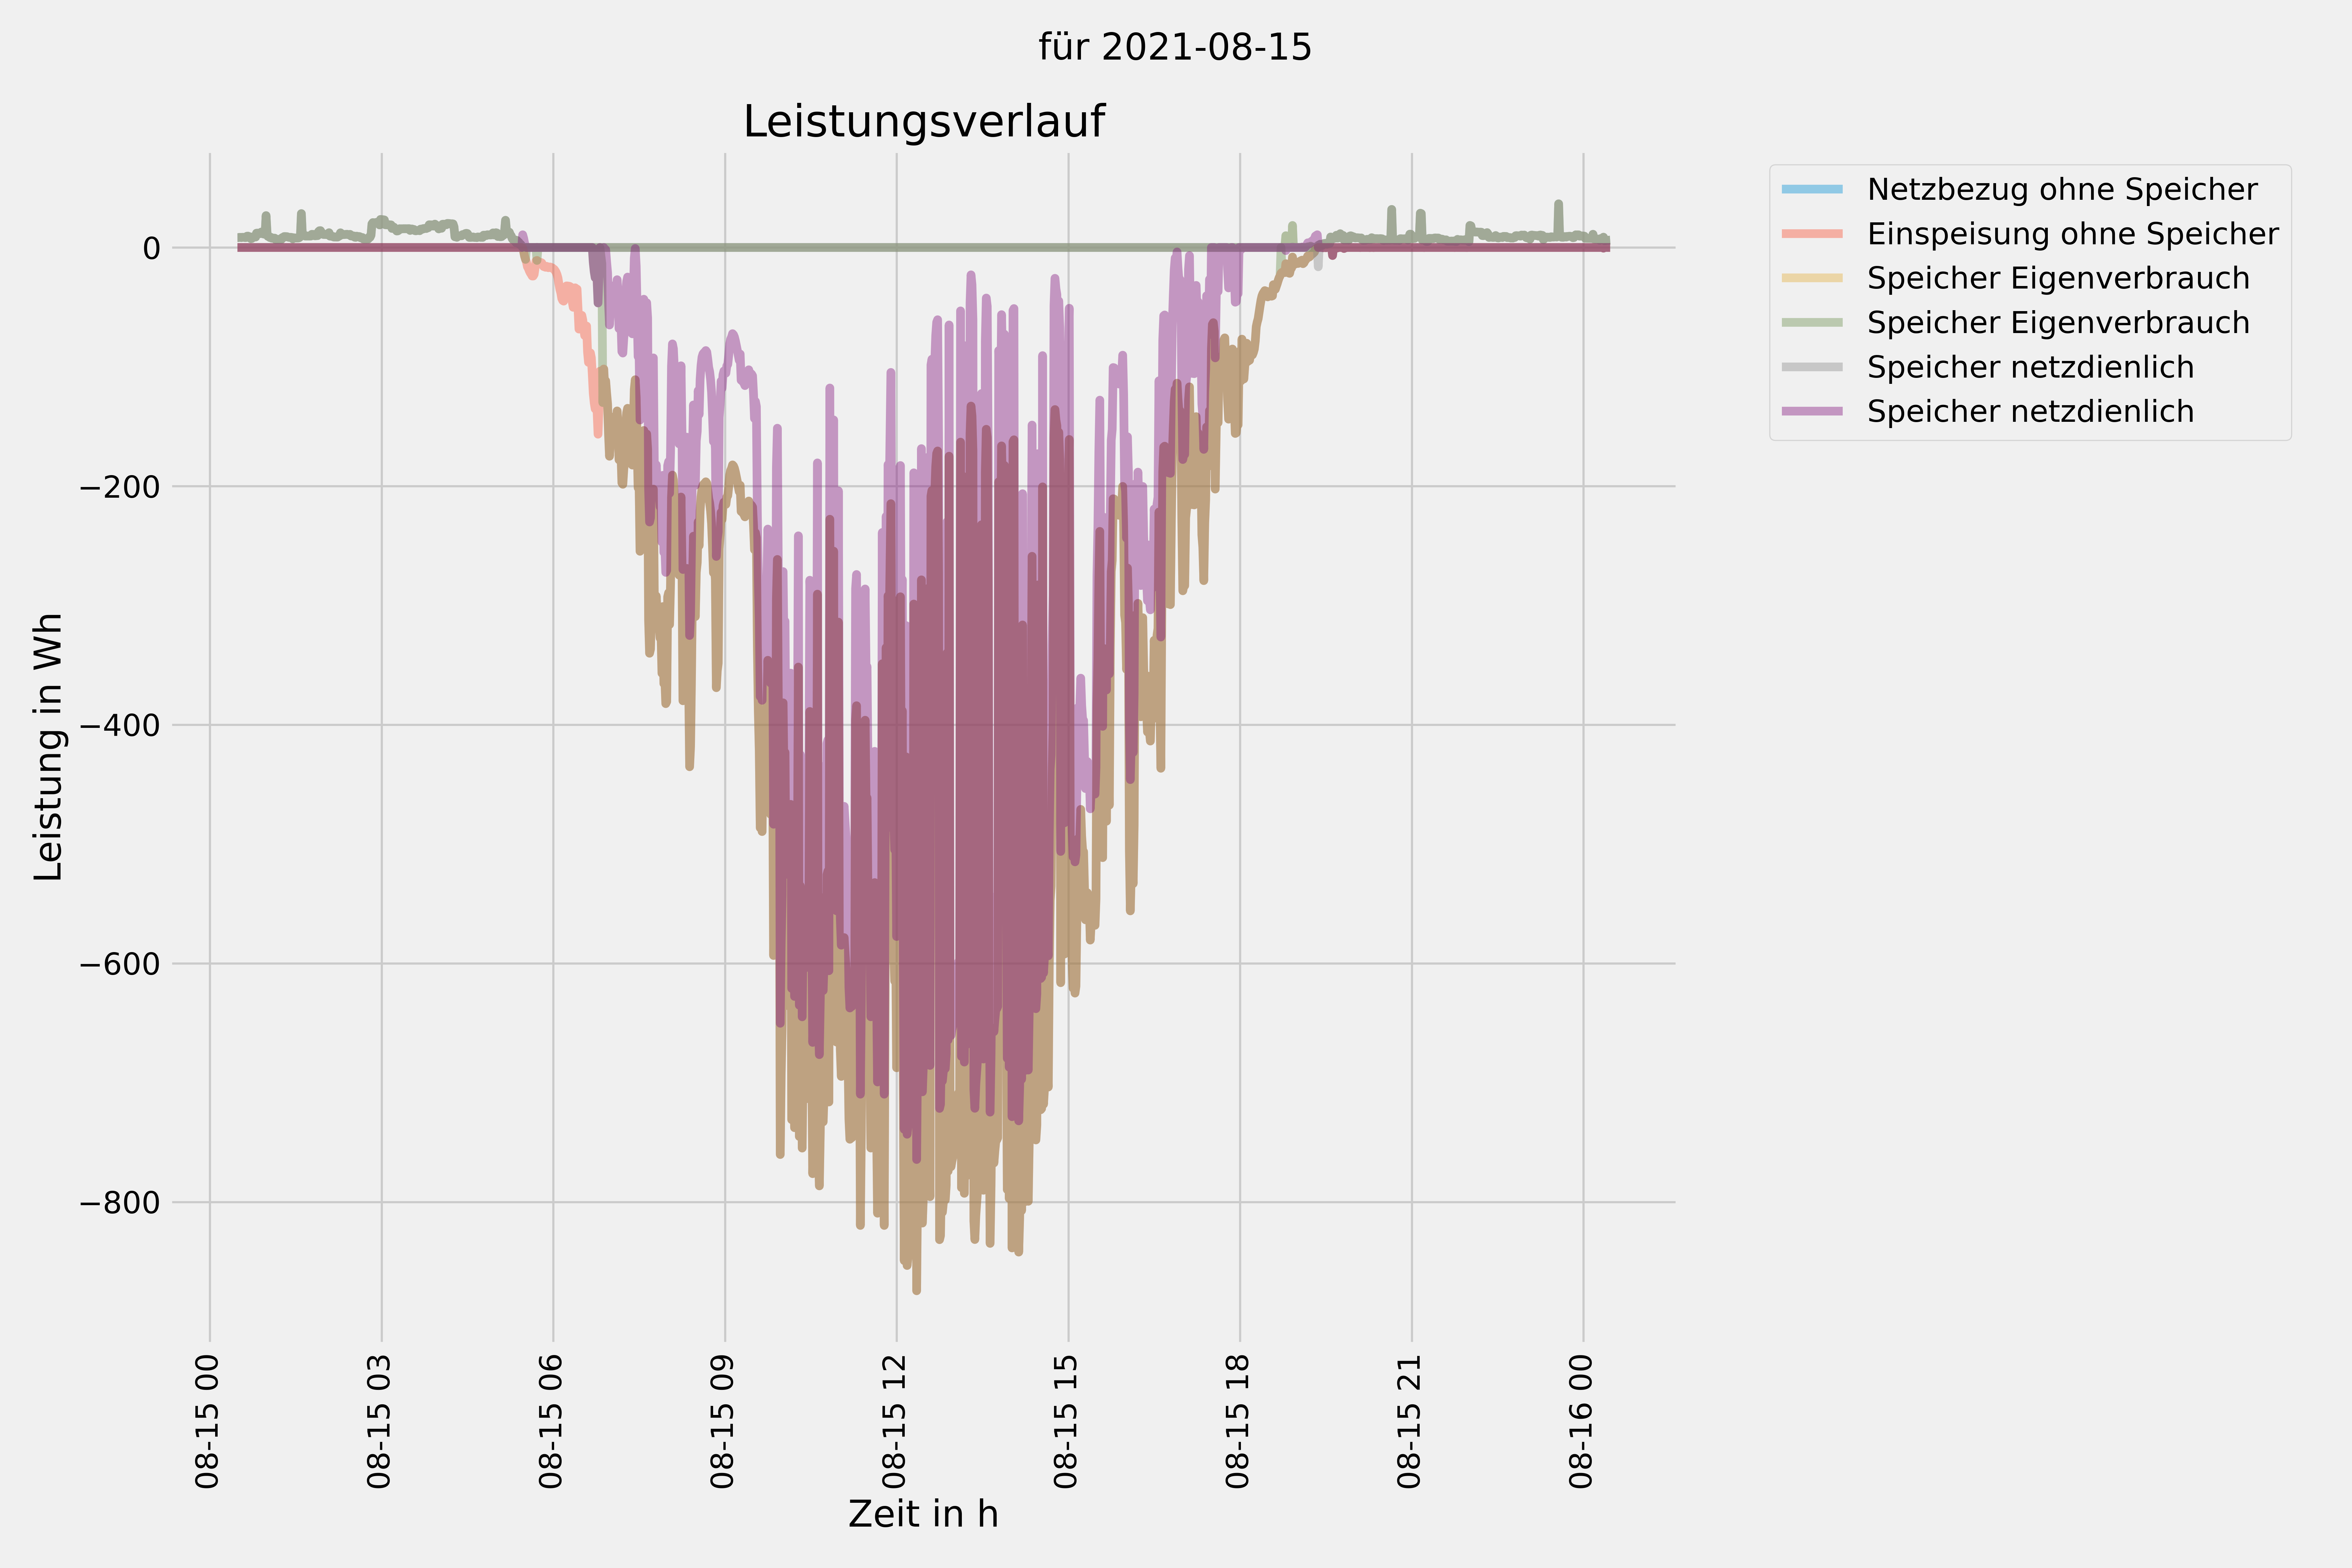 für 2021-08-15
Leistungsverlauf
Netzbezug ohne Speicher
Einspeisung ohne Speicher
Speicher Eigenverbrauch
Speicher Eigenverbrauch
Speicher netzdienlich
Speicher netzdienlich
Leistung in Wh
0
−200
−400
−600
−800
08-15 00
08-15 03
08-15 06
08-15 09
08-15 12
08-15 15
08-15 18
08-15 21
08-16 00
Zeit in h